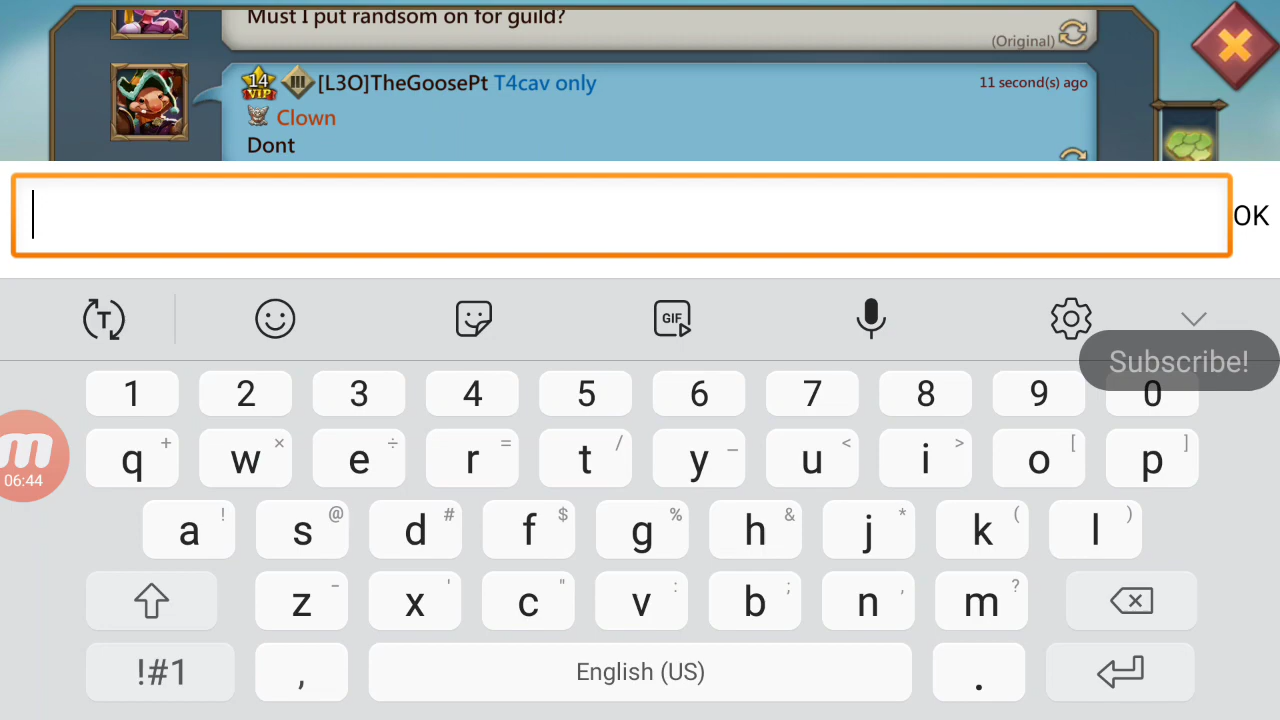 Must I put randsom on for guild?
(Original)
14 VIP III [L3O]TheGoosePt T4cav only 11 second(s) ago
Clown
Dont
OK
T GIF
Subscribe!
1 2 3 4 5 6 7 8 9 0
06:44
q + w × e ÷ r = t / y _ u < i > o [ p ]
a ! s @ d # f $ g % h & j * k ( l )
z - x ' c " v : b ; n , m ?
!#1 , English (US) .